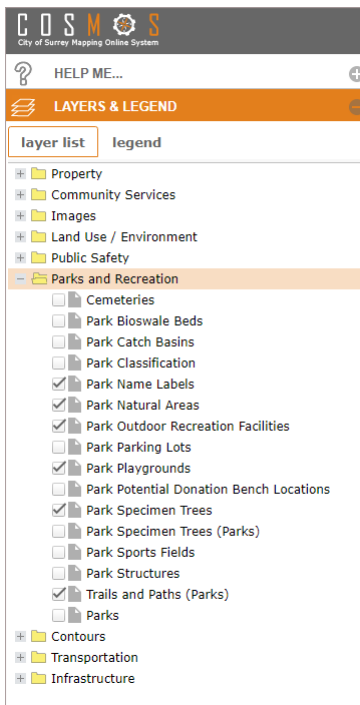 COSMOS
City of Surrey Mapping Online System
HELP ME...
LAYERS & LEGEND
layer list legend
Property
Community Services
Images
Land Use / Environment
Public Safety
Parks and Recreation
Cemeteries
Park Bioswale Beds
Park Catch Basins
Park Classification
Park Name Labels
Park Natural Areas
Park Outdoor Recreation Facilities
Park Parking Lots
Park Playgrounds
Park Potential Donation Bench Locations
Park Specimen Trees
Park Specimen Trees (Parks)
Park Sports Fields
Park Structures
Trails and Paths (Parks)
Parks
Contours
Transportation
Infrastructure